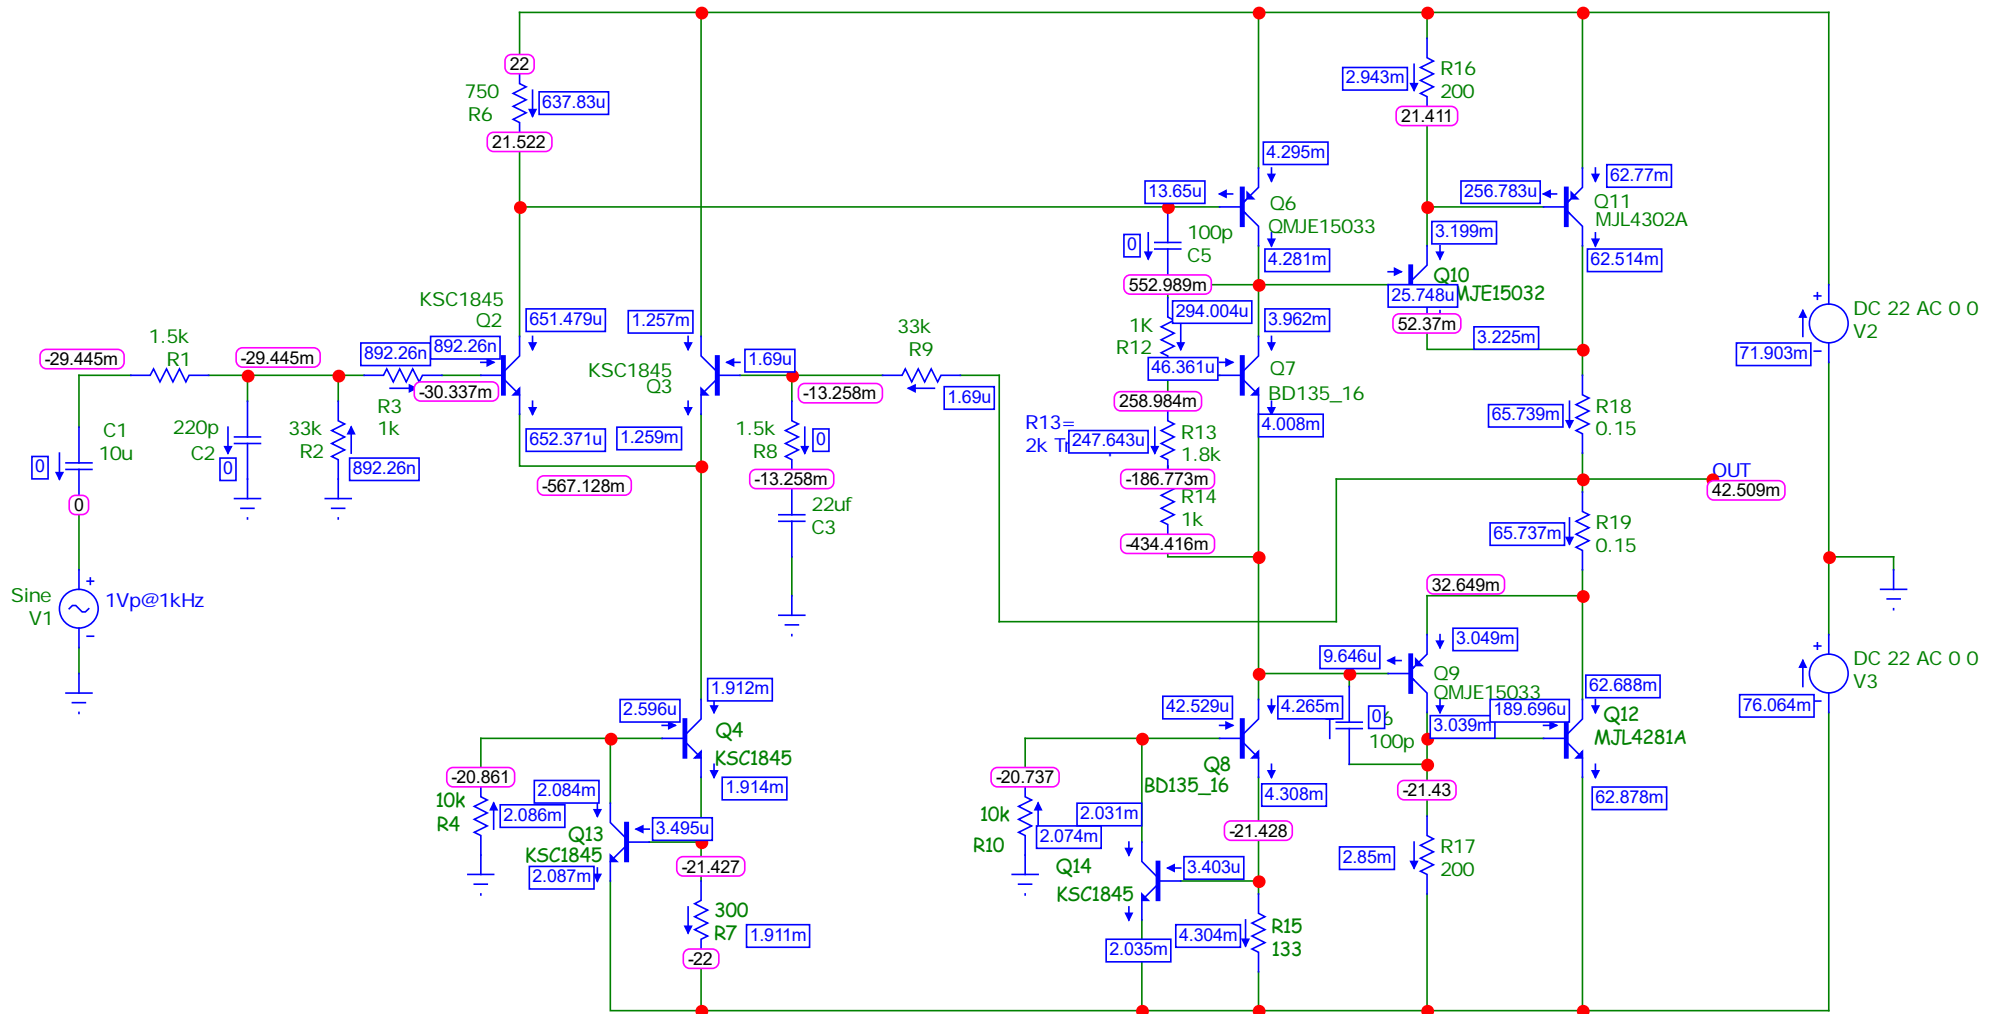 22
750
R6
637.83u
21.522
2.943m
R16
200
21.411
4.295m
13.65u
Q6
QMJE15033
100p
C5
0
4.281m
256.783u
62.77m
Q11
MJL4302A
3.199m
62.514m
552.989m
Q10
25.748u
MJE15032
52.37m
3.225m
KSC1845
Q2
651.479u
1.257m
33k
R9
1K
R12
294.004u
3.962m
DC 22 AC 0 0
V2
71.903m
-29.445m
1.5k
R1
-29.445m
892.26n
892.26n
KSC1845
Q3
1.69u
46.361u
Q7
BD135_16
-30.337m
-13.258m
1.69u
R3
1k
258.984m
65.739m
R18
0.15
C1
10u
220p
C2
33k
R2
652.371u
1.259m
1.5k
R8
0
R13=
2k Tr
247.643u
R13
1.8k
4.008m
0
0
892.26n
-567.128m
-13.258m
-186.773m
OUT
42.509m
0
22uf
C3
R14
1k
-434.416m
65.737m
R19
0.15
Sine
V1
1Vp@1kHz
32.649m
9.646u
3.049m
Q9
QMJE15033
DC 22 AC 0 0
V3
76.064m
1.912m
2.596u
Q4
KSC1845
42.529u
4.265m
0
100p
3.039m
189.696u
62.688m
Q12
MJL4281A
-20.861
1.914m
-20.737
Q8
BD135_16
4.308m
-21.43
62.878m
10k
R4
2.086m
2.084m
Q13
KSC1845
2.087m
3.495u
-21.427
10k
R10
2.074m
2.031m
Q14
KSC1845
3.403u
-21.428
2.85m
R17
200
300
R7
1.911m
-22
2.035m
4.304m
R15
133